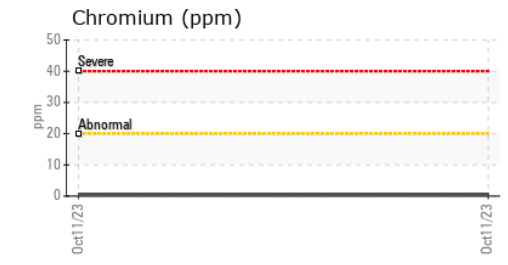 Chromium (ppm)
50
Severe
40
30
ppm
Abnormal
20
10
0
Oct11/23
Oct11/23